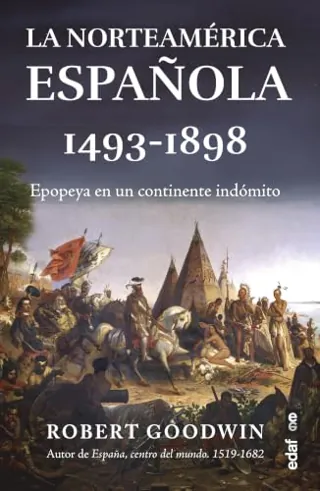 LA NORTEAMÉRICA
ESPAÑOLA
1493-1898
Epopeya en un continente indómito
ROBERT GOODWIN
Autor de España, centro del mundo. 1519-1682
edaf